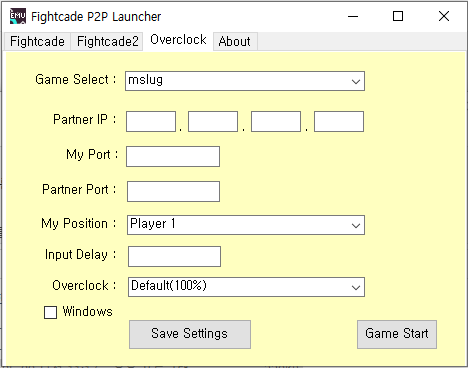 Fightcade P2P Launcher
Fightcade Fightcade2 Overclock About
Game Select : mslug
Partner IP : . . .
My Port :
Partner Port :
My Position : Player 1
Input Delay :
Overclock : Default(100%)
Windows
Save Settings Game Start